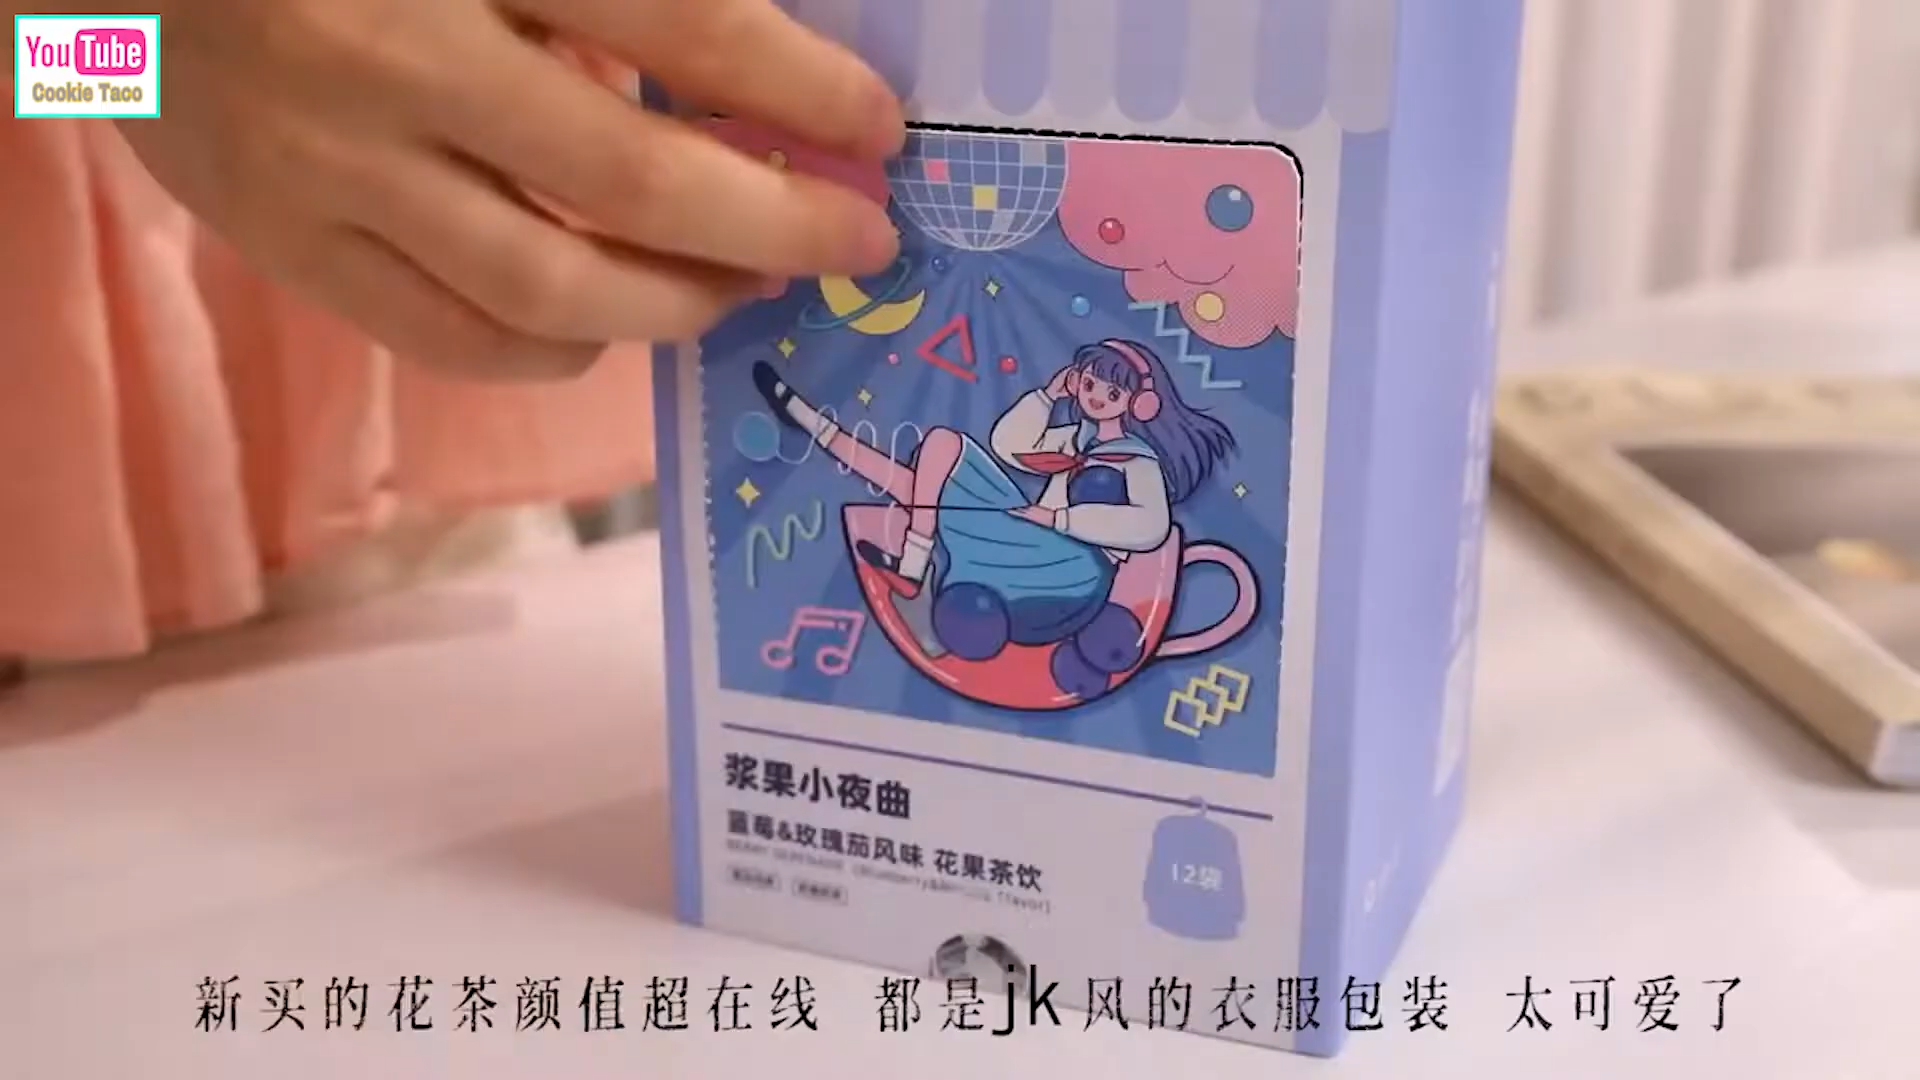 YouTube
Cookie Taco
浆果小夜曲
蓝莓&玫瑰茄风味 花果茶饮
12袋
新买的花茶颜值超在线 都是jk风的衣服包装 太可爱了